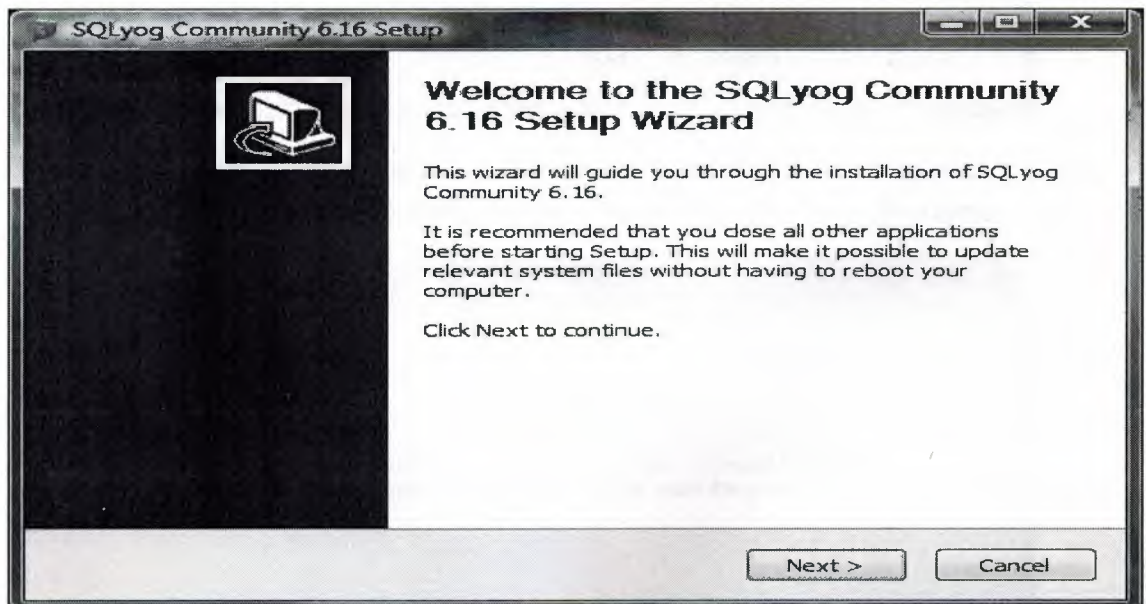 SQLyog Community 6.16 Setup
Welcome to the SQLyog Community
6.16 Setup Wizard
This wizard will guide you through the installation of SQLyog
Community 6.16.
It is recommended that you close all other applications
before starting Setup. This will make it possible to update
relevant system files without having to reboot your
computer.
Click Next to continue.
Next >
Cancel